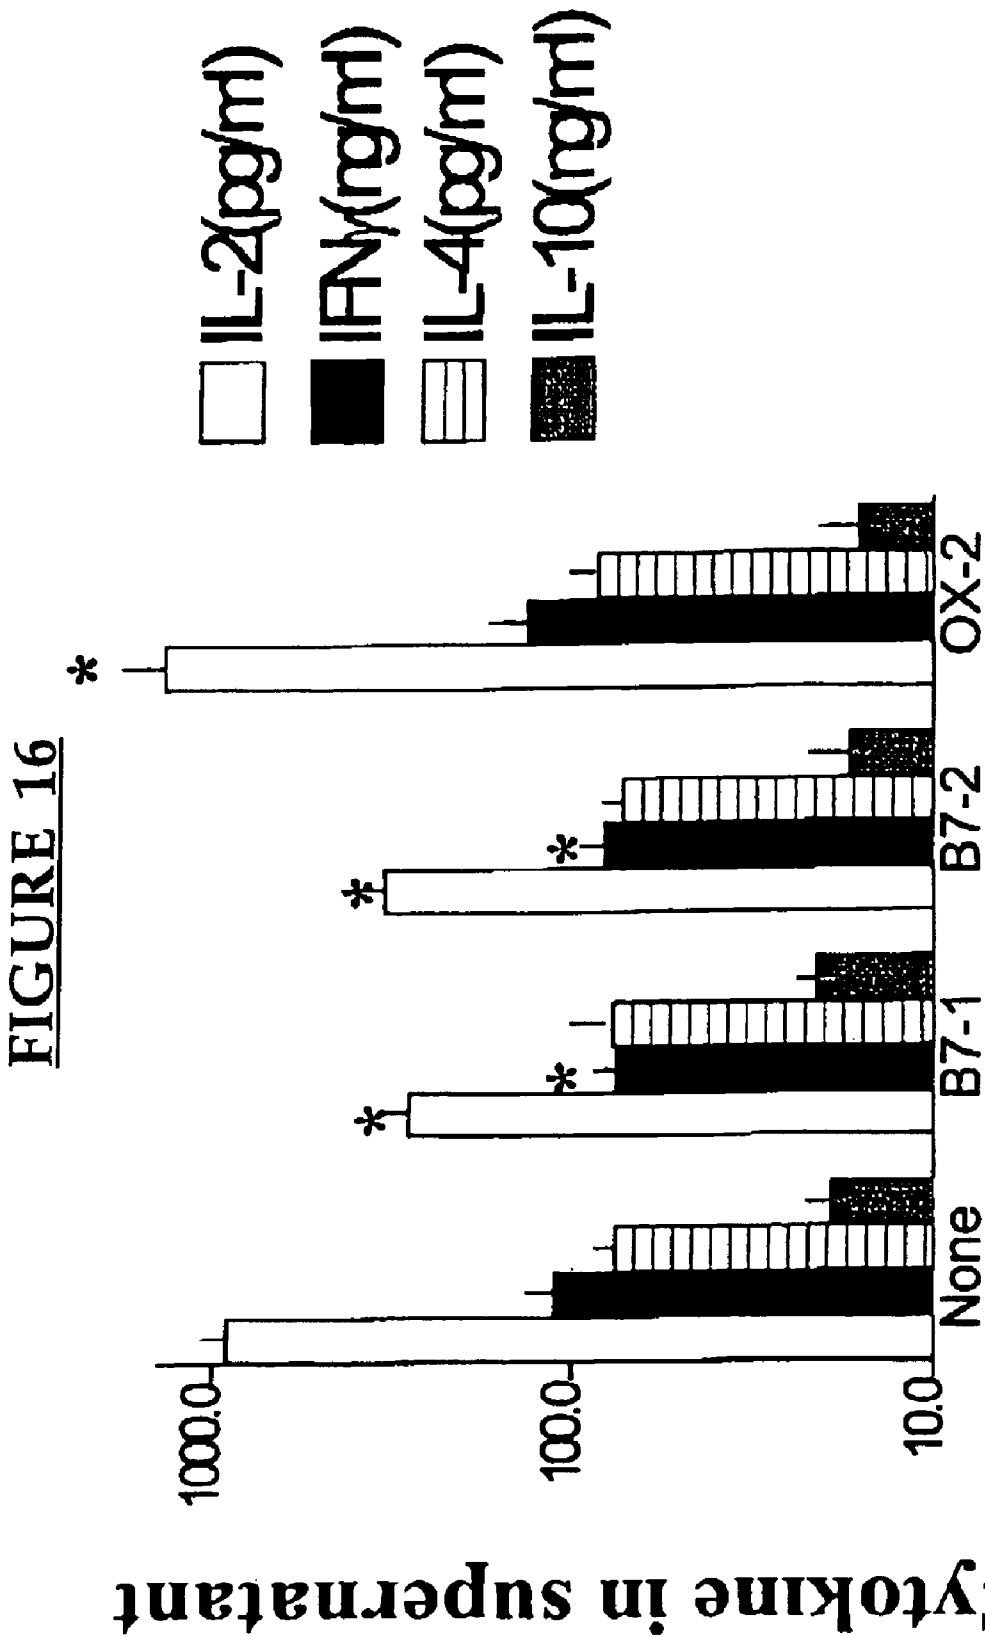 FIGURE 16
IL-2(pg/ml)
IFNγ(ng/ml)
IL-4(pg/ml)
IL-10(ng/ml)
1000.0
100.0
10.0
* * * * *
None B7-1 B7-2 OX-2
ytokine in supernatant